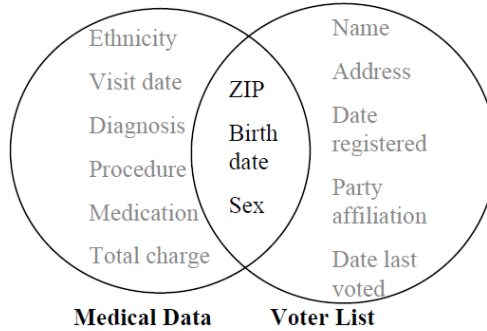 Ethnicity
Visit date
Diagnosis
Procedure
Medication
Total charge
ZIP
Birth
date
Sex
Name
Address
Date
registered
Party
affiliation
Date last
voted
Medical Data
Voter List